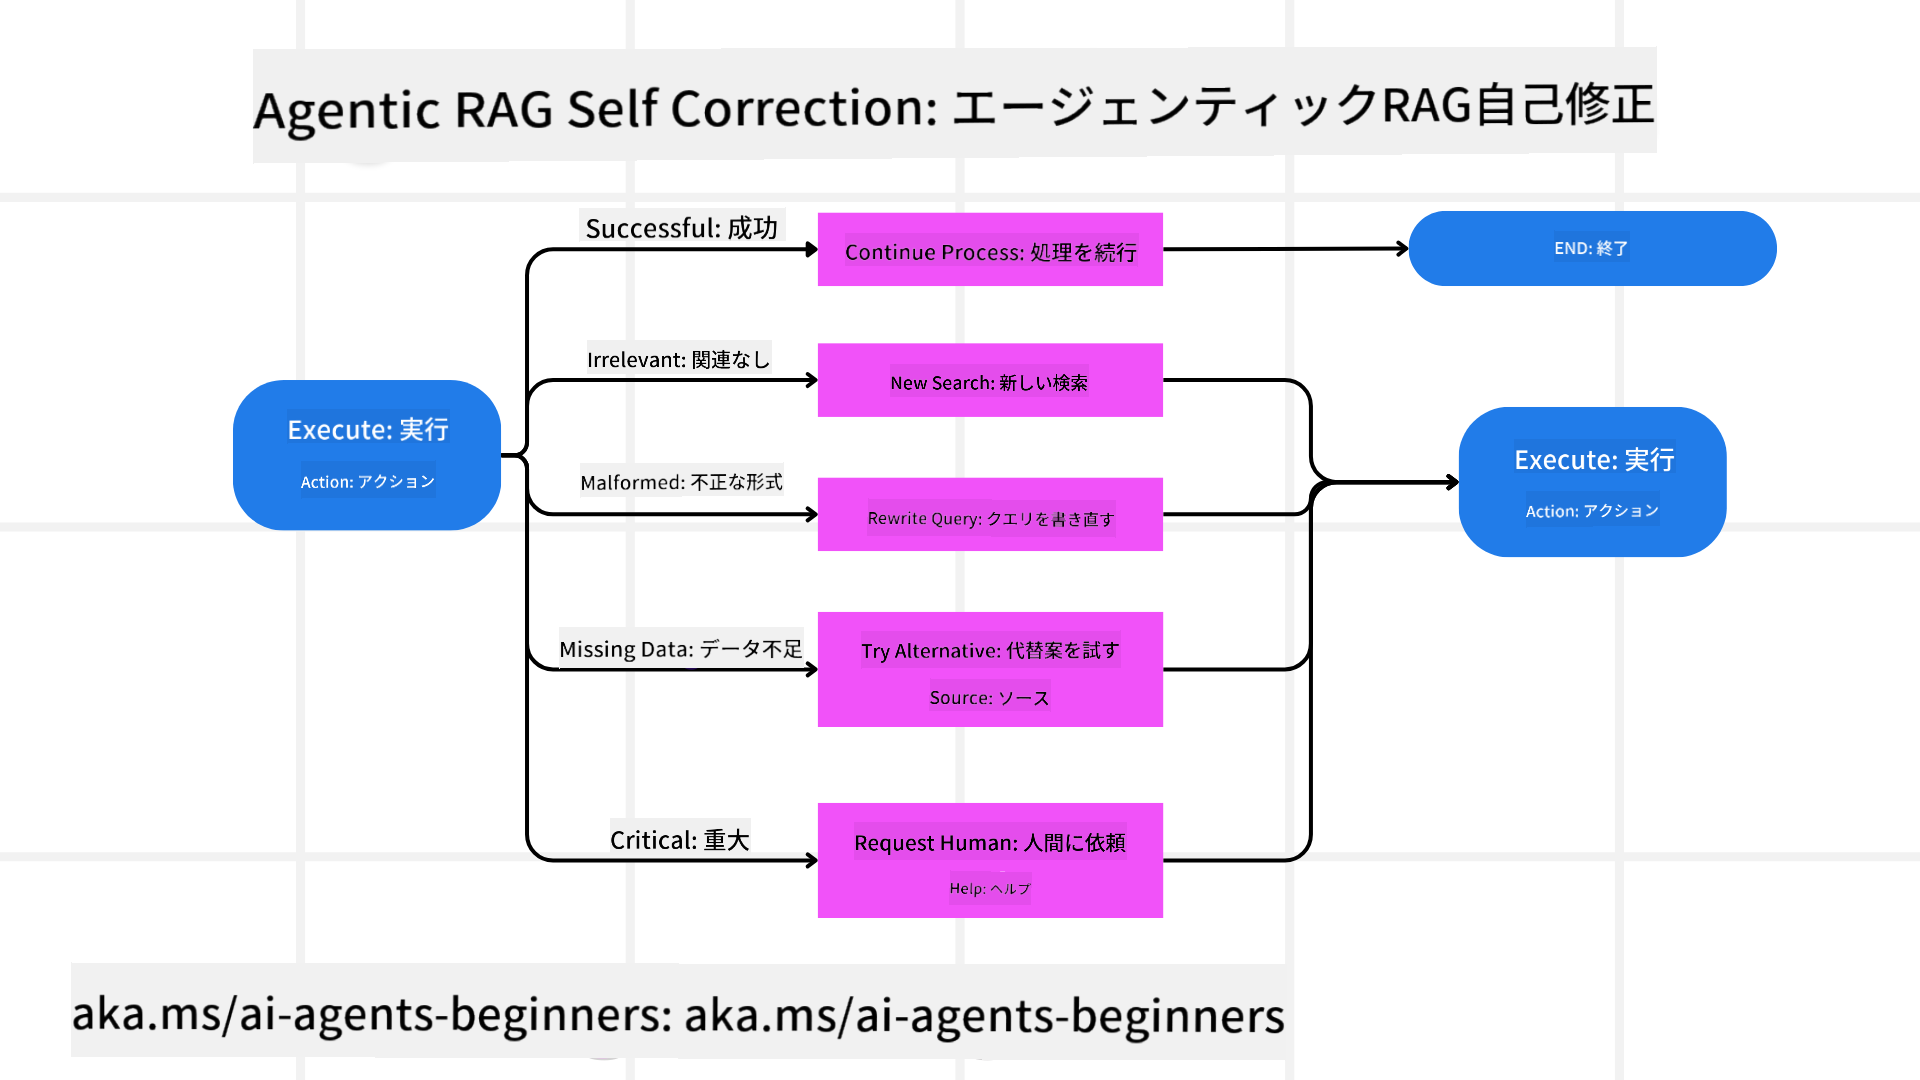 Agentic RAG Self Correction: エージェンティックRAG自己修正
Successful: 成功
Continue Process: 処理を続行
END: 終了
Irrelevant: 関連なし
New Search: 新しい検索
Execute: 実行
Action: アクション
Malformed: 不正な形式
Rewrite Query: クエリを書き直す
Execute: 実行
Action: アクション
Missing Data: データ不足
Try Alternative: 代替案を試す
Source: ソース
Critical: 重大
Request Human: 人間に依頼
Help: ヘルプ
aka.ms/ai-agents-beginners: aka.ms/ai-agents-beginners